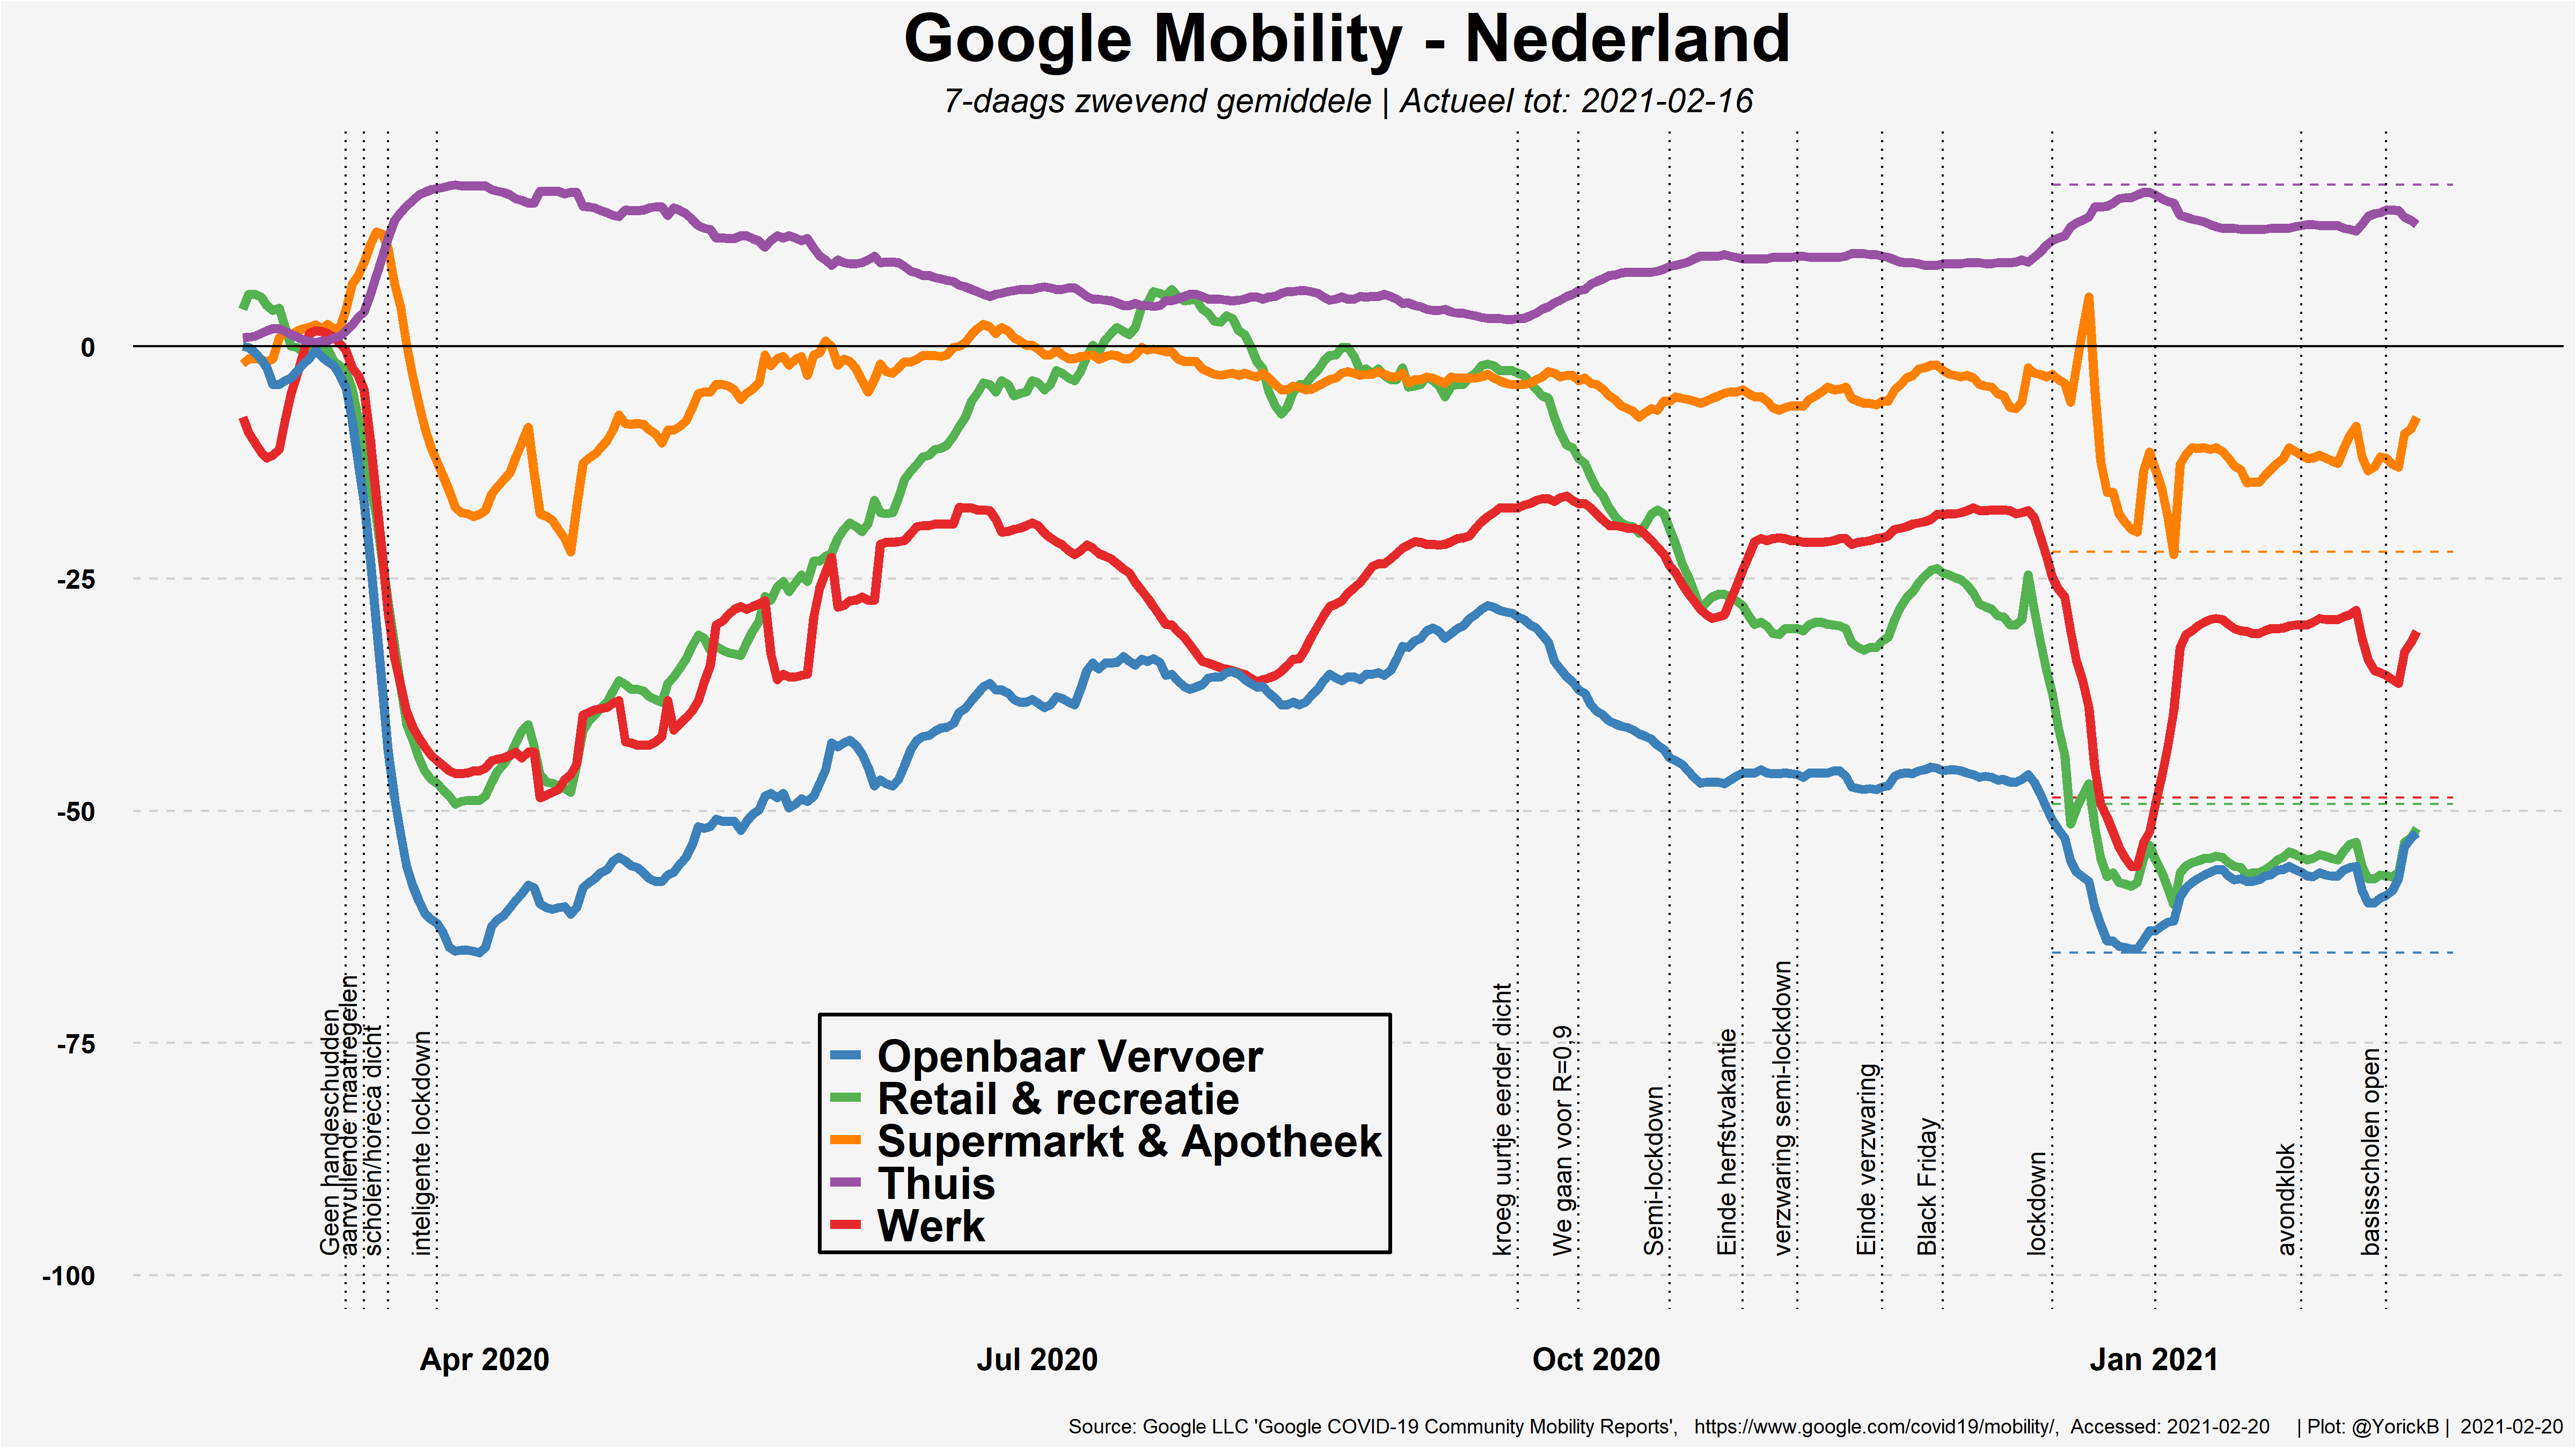 Google Mobility - Nederland
7-daags zwevend gemiddele | Actueel tot: 2021-02-16
0
-25
-50
-75
-100
Geen handeschudden
aanvullende maatregelen
scholen/horeca dicht
inteligente lockdown
kroeg uurtje eerder dicht
We gaan voor R=0,9
Semi-lockdown
Einde herfstvakantie
verzwaring semi-lockdown
Einde verzwaring
Black Friday
lockdown
avondklok
basisscholen open
Openbaar Vervoer
Retail & recreatie
Supermarkt & Apotheek
Thuis
Werk
Apr 2020
Jul 2020
Oct 2020
Jan 2021
Source: Google LLC 'Google COVID-19 Community Mobility Reports', https://www.google.com/covid19/mobility/, Accessed: 2021-02-20 | Plot: @YorickB | 2021-02-20